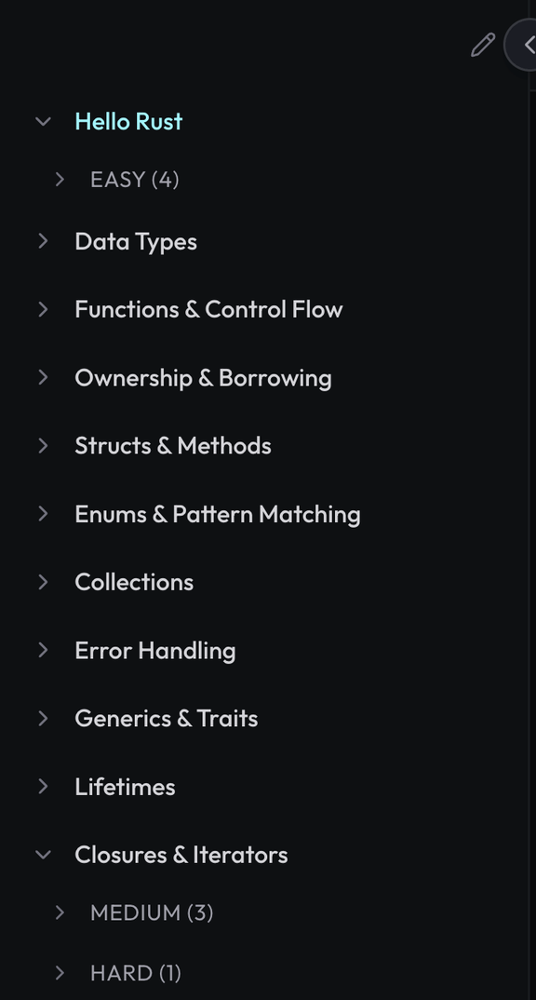 Hello Rust
EASY (4)
Data Types
Functions & Control Flow
Ownership & Borrowing
Structs & Methods
Enums & Pattern Matching
Collections
Error Handling
Generics & Traits
Lifetimes
Closures & Iterators
MEDIUM (3)
HARD (1)